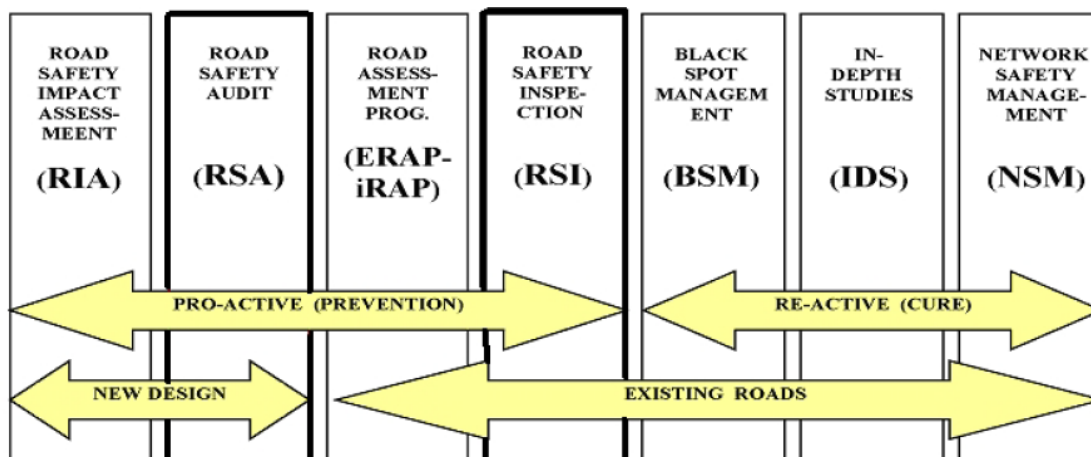 ROAD
SAFETY
IMPACT
ASSESS-
MEENT
(RIA)
ROAD
SAFETY
AUDIT
(RSA)
ROAD
ASSESS-
MENT
PROG.
(ERAP-
iRAP)
ROAD
SAFETY
INSPE-
CTION
(RSI)
BLACK
SPOT
MANAGEM
ENT
(BSM)
IN-
DEPTH
STUDIES
(IDS)
NETWORK
SAFETY
MANAGE-
MENT
(NSM)
PRO-ACTIVE (PREVENTION)
RE-ACTIVE (CURE)
NEW DESIGN
EXISTING ROADS